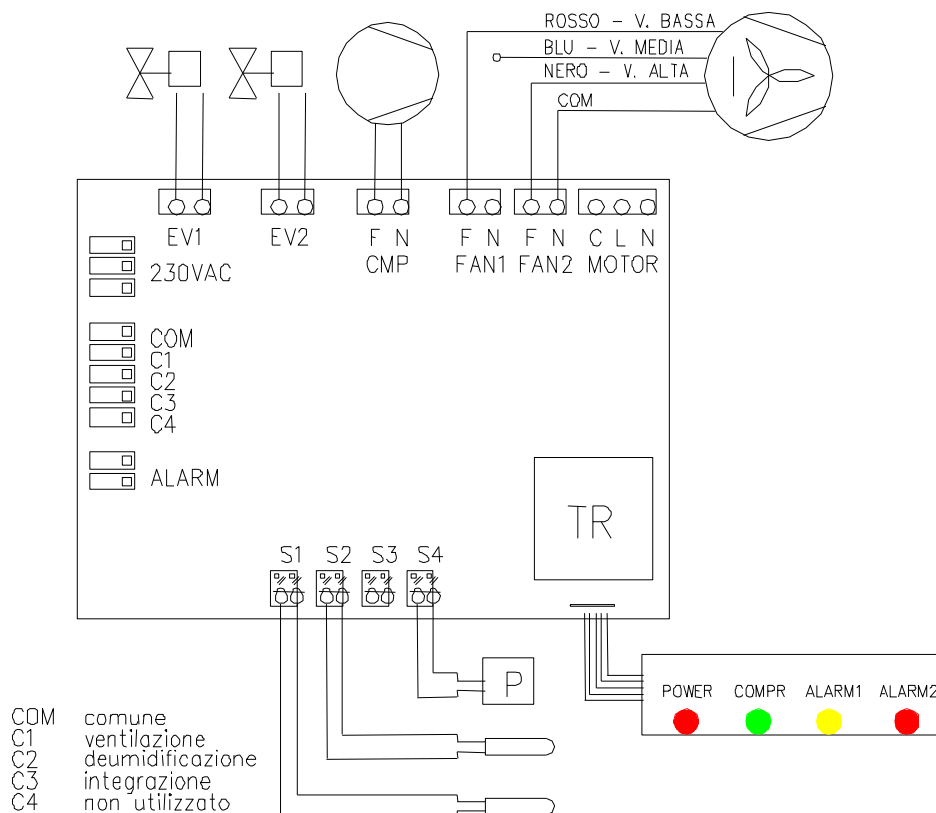 ROSSO - V. BASSA
BLU - V. MEDIA
NERO - V. ALTA
COM
EV1 EV2 F N F N F N C L N
CMP FAN1 FAN2 MOTOR
230VAC
COM
C1
C2
C3
C4
ALARM
TR
S1 S2 S3 S4
P
POWER COMPR ALARM1 ALARM2
COM comune
C1 ventilazione
C2 deumidificazione
C3 integrazione
C4 non utilizzato